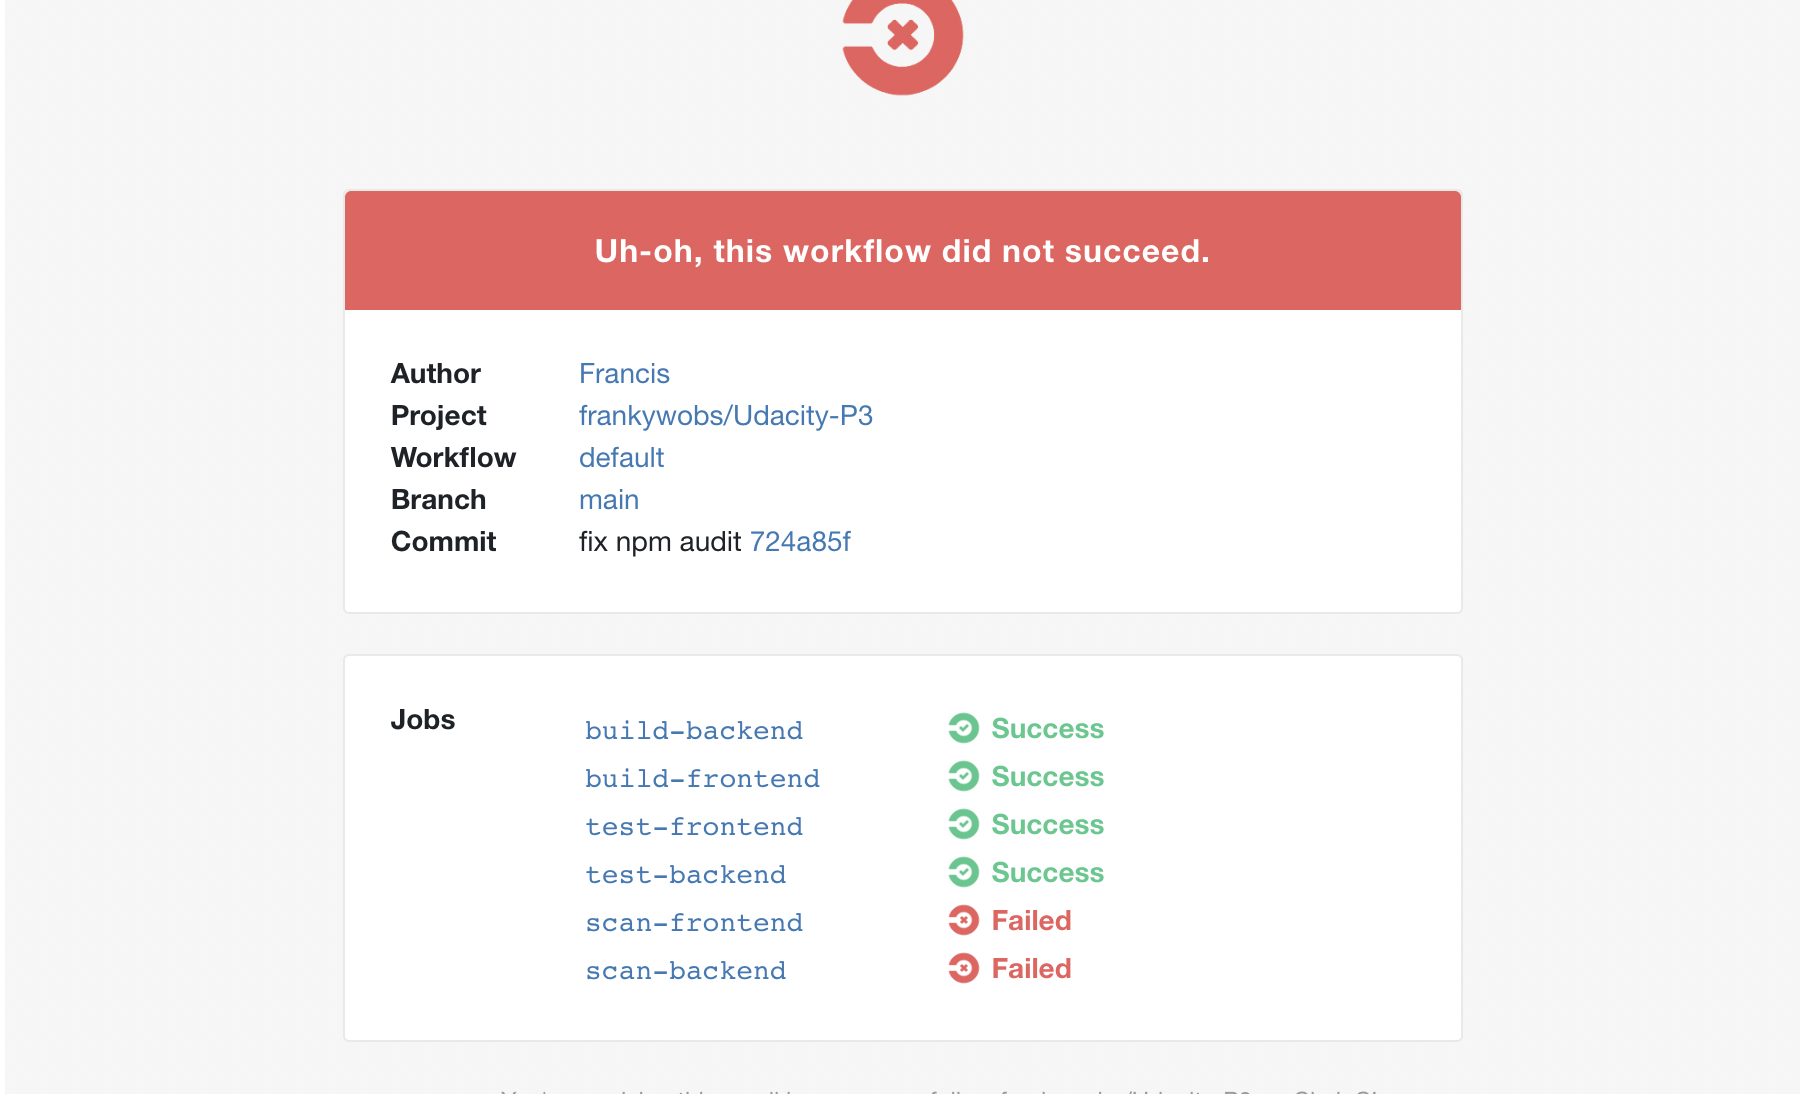 Uh-oh, this workflow did not succeed.
Author Francis
Project frankywobs/Udacity-P3
Workflow default
Branch main
Commit fix npm audit 724a85f
Jobs
build-backend Success
build-frontend Success
test-frontend Success
test-backend Success
scan-frontend Failed
scan-backend Failed